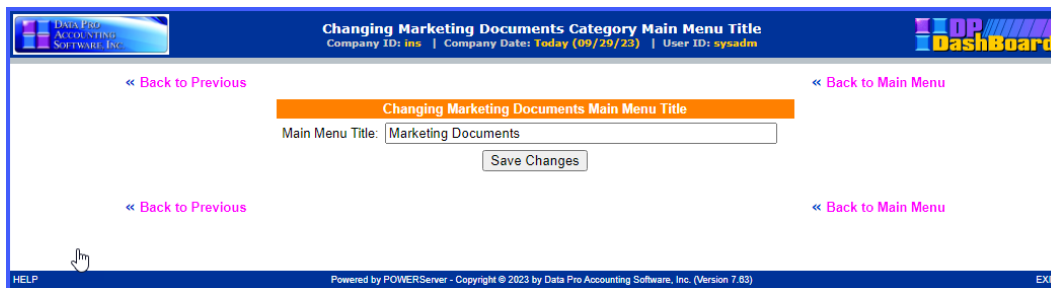 DATA PRO
ACCOUNTING
SOFTWARE, INC.
Changing Marketing Documents Category Main Menu Title
Company ID: ins | Company Date: Today (09/29/23) | User ID: sysadm
DP
DashBoard
« Back to Previous
« Back to Main Menu
Changing Marketing Documents Main Menu Title
Main Menu Title: Marketing Documents
Save Changes
« Back to Previous
« Back to Main Menu
HELP
Powered by POWERServer - Copyright © 2023 by Data Pro Accounting Software, Inc. (Version 7.63)
EXI